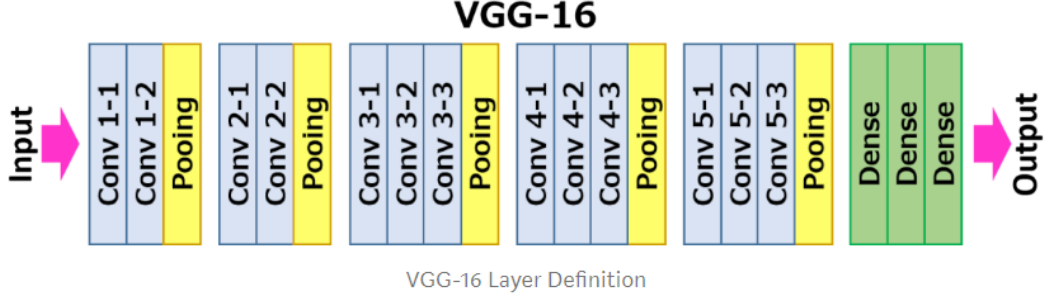 VGG-16
Input
Conv 1-1
Conv 1-2
Pooing
Conv 2-1
Conv 2-2
Pooing
Conv 3-1
Conv 3-2
Conv 3-3
Pooing
Conv 4-1
Conv 4-2
Conv 4-3
Pooing
Conv 5-1
Conv 5-2
Conv 5-3
Pooing
Dense
Dense
Dense
Output
VGG-16 Layer Definition